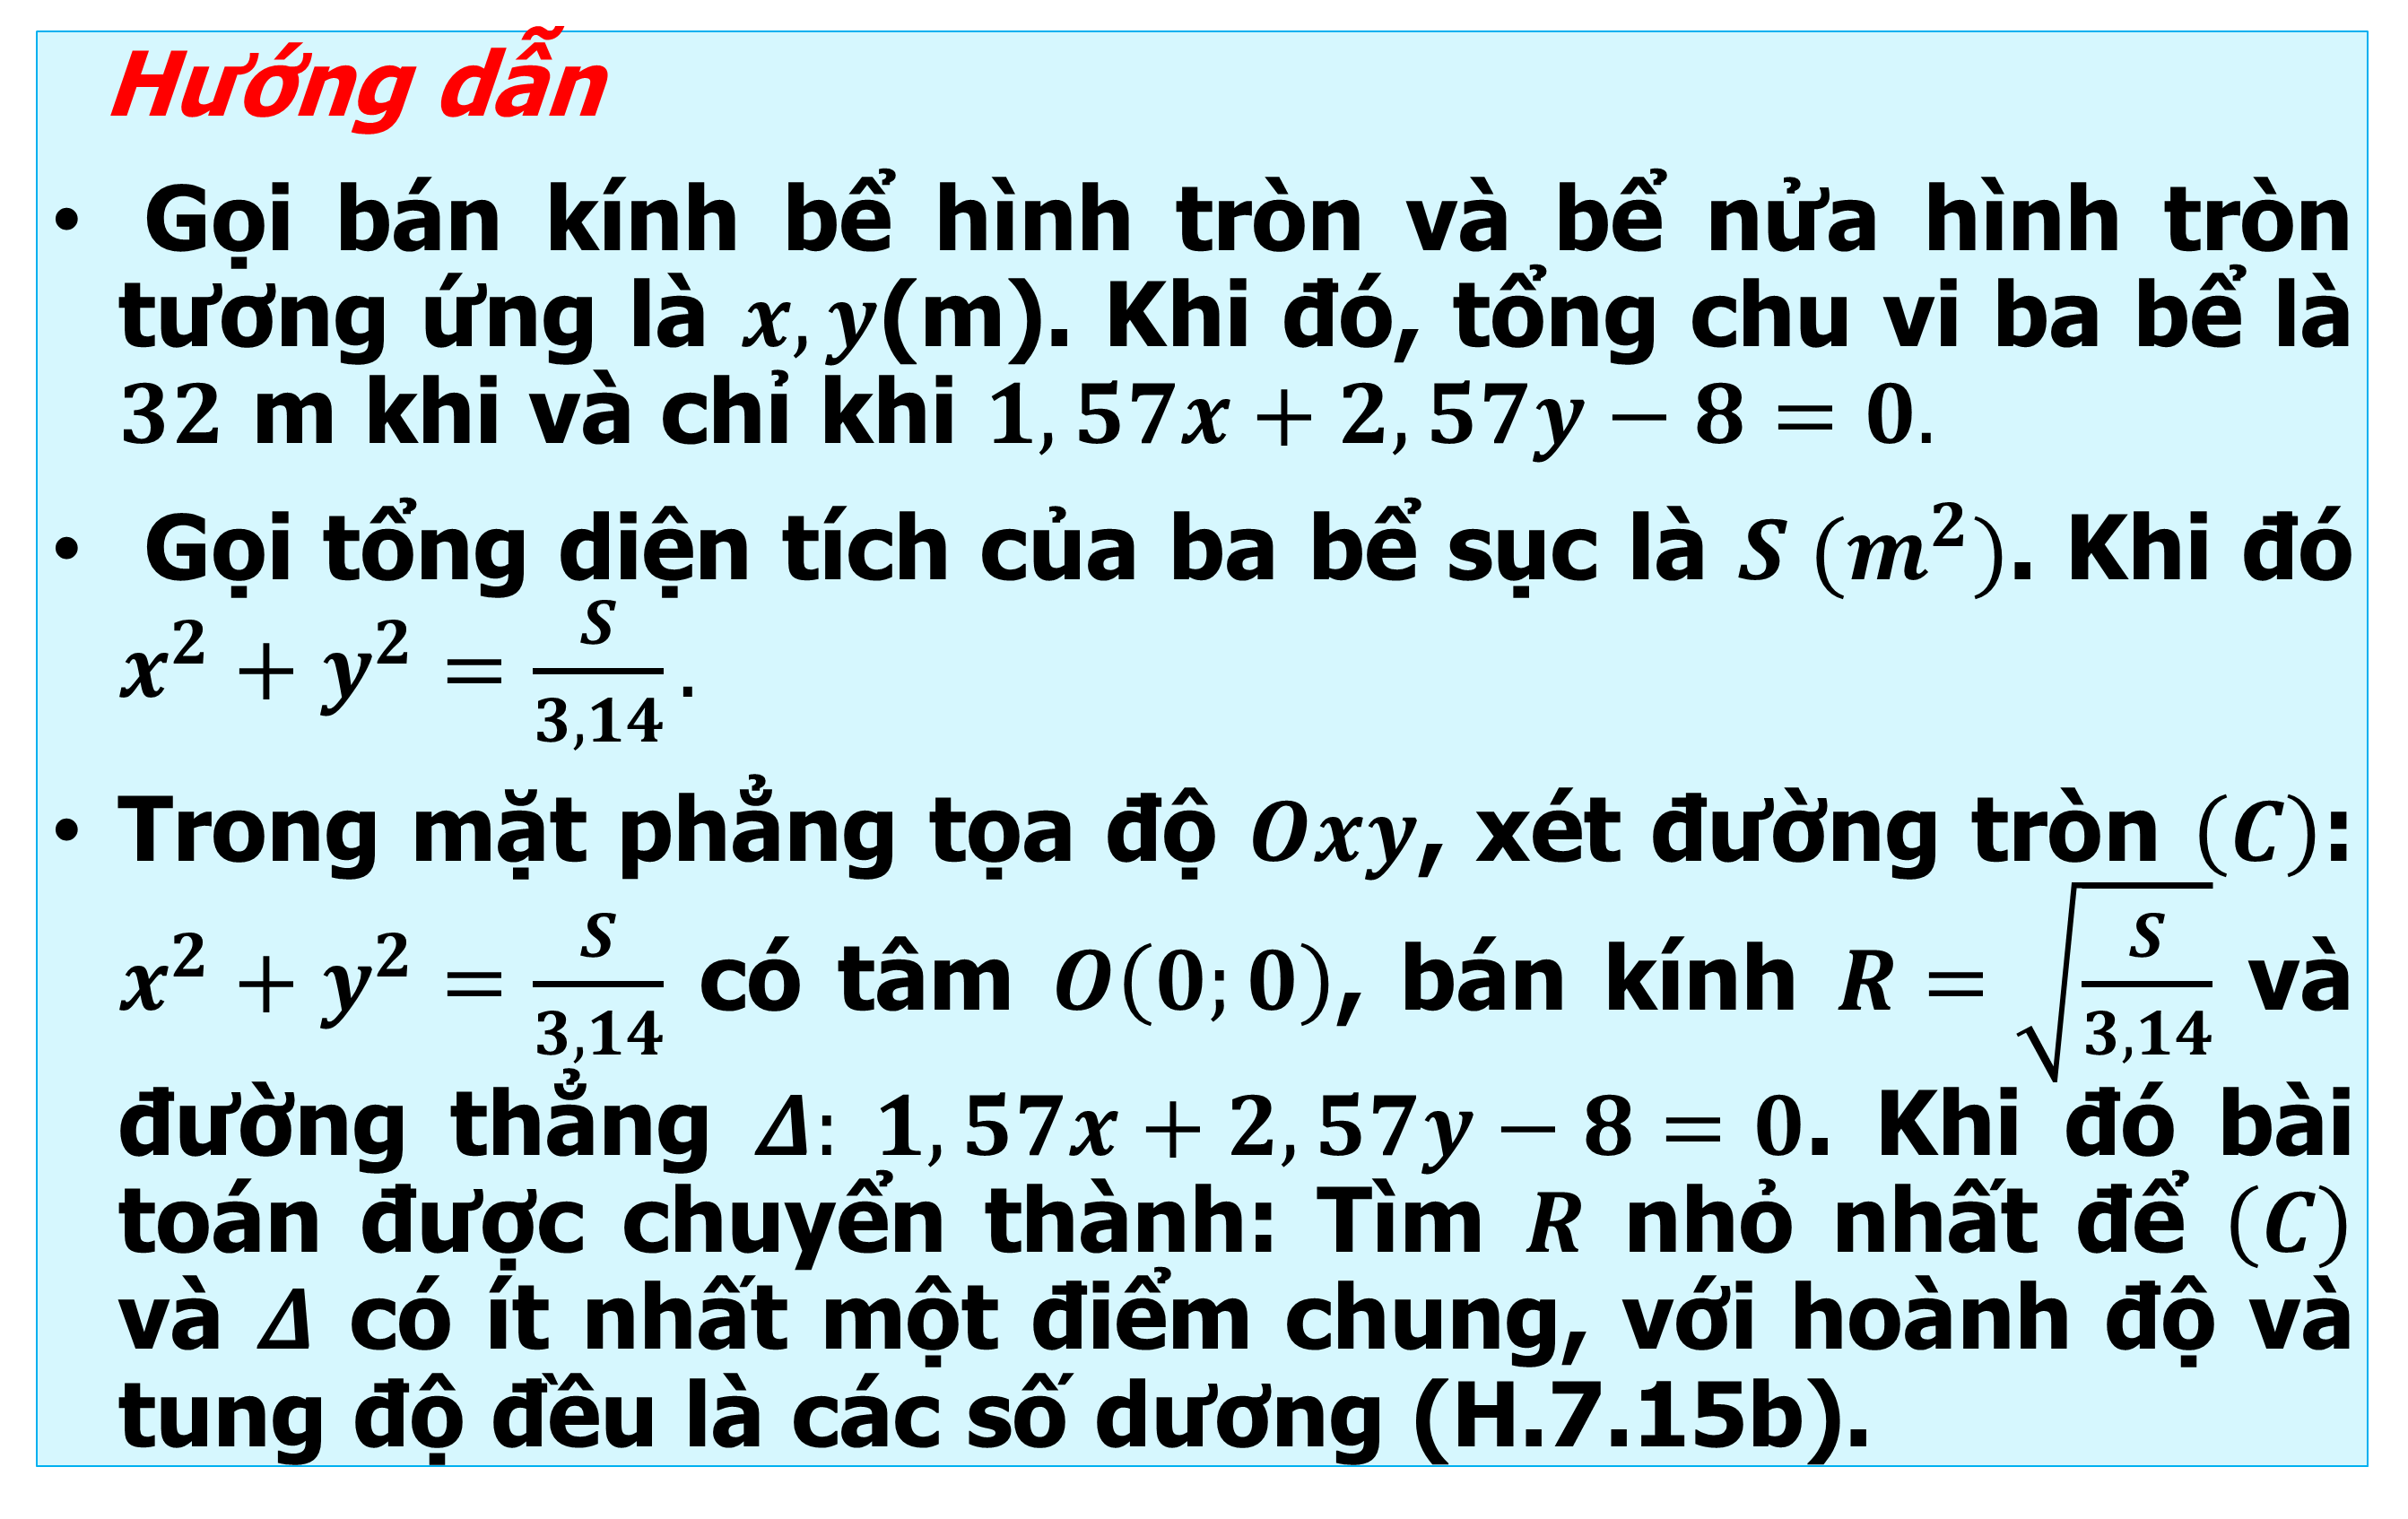 Hướng dẫn
• Gọi bán kính bể hình tròn và bể nửa hình tròn
tương ứng là x, y(m). Khi đó, tổng chu vi ba bể là
32 m khi và chỉ khi 1,57x + 2,57y − 8 = 0.
• Gọi tổng diện tích của ba bể sục là S (m²). Khi đó
x² + y² = S/3,14.
• Trong mặt phẳng tọa độ Oxy, xét đường tròn (C):
x² + y² = S/3,14 có tâm O(0; 0), bán kính R = √(S/3,14) và
đường thẳng Δ: 1,57x + 2,57y − 8 = 0. Khi đó bài
toán được chuyển thành: Tìm R nhỏ nhất để (C)
và Δ có ít nhất một điểm chung, với hoành độ và
tung độ đều là các số dương (H.7.15b).